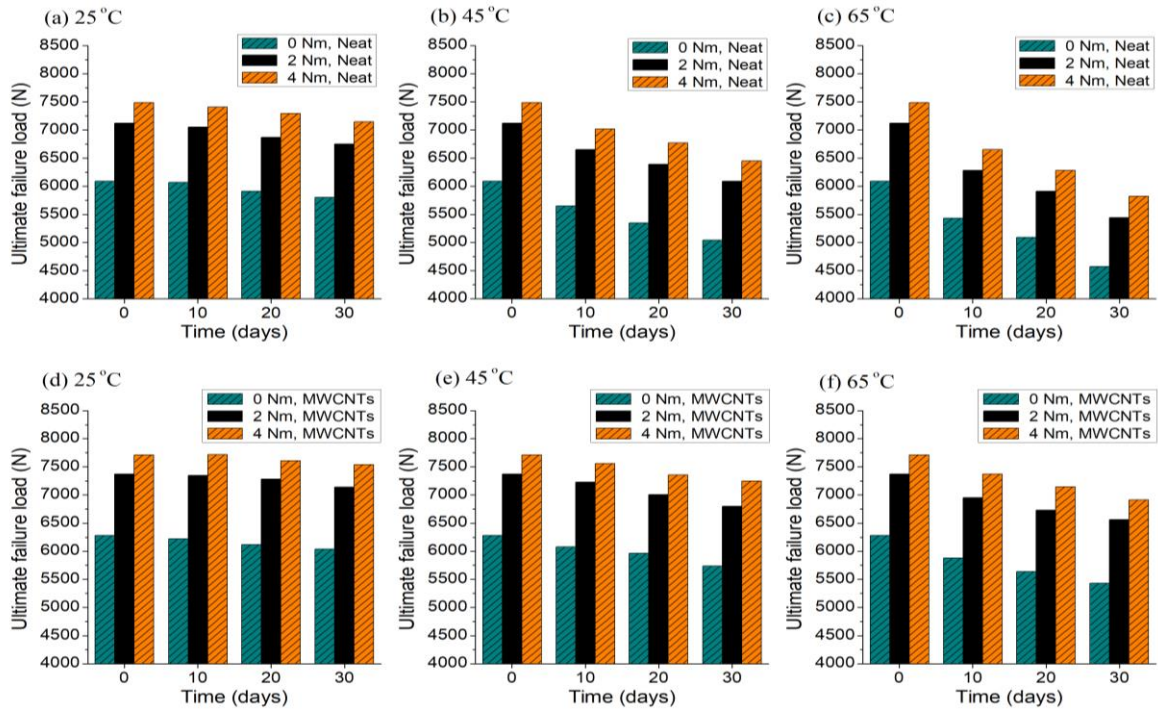 (a) 25°C
0 Nm, Neat
2 Nm, Neat
4 Nm, Neat
Ultimate failure load (N)
8500
8000
7500
7000
6500
6000
5500
5000
4500
4000
0 10 20 30
Time (days)
(b) 45°C
0 Nm, Neat
2 Nm, Neat
4 Nm, Neat
Ultimate failure load (N)
8500
8000
7500
7000
6500
6000
5500
5000
4500
4000
0 10 20 30
Time (days)
(c) 65°C
0 Nm, Neat
2 Nm, Neat
4 Nm, Neat
Ultimate failure load (N)
8500
8000
7500
7000
6500
6000
5500
5000
4500
4000
0 10 20 30
Time (days)
(d) 25°C
0 Nm, MWCNTs
2 Nm, MWCNTs
4 Nm, MWCNTs
Ultimate failure load (N)
8500
8000
7500
7000
6500
6000
5500
5000
4500
4000
0 10 20 30
Time (days)
(e) 45°C
0 Nm, MWCNTs
2 Nm, MWCNTs
4 Nm, MWCNTs
Ultimate failure load (N)
8500
8000
7500
7000
6500
6000
5500
5000
4500
4000
0 10 20 30
Time (days)
(f) 65°C
0 Nm, MWCNTs
2 Nm, MWCNTs
4 Nm, MWCNTs
Ultimate failure load (N)
8500
8000
7500
7000
6500
6000
5500
5000
4500
4000
0 10 20 30
Time (days)